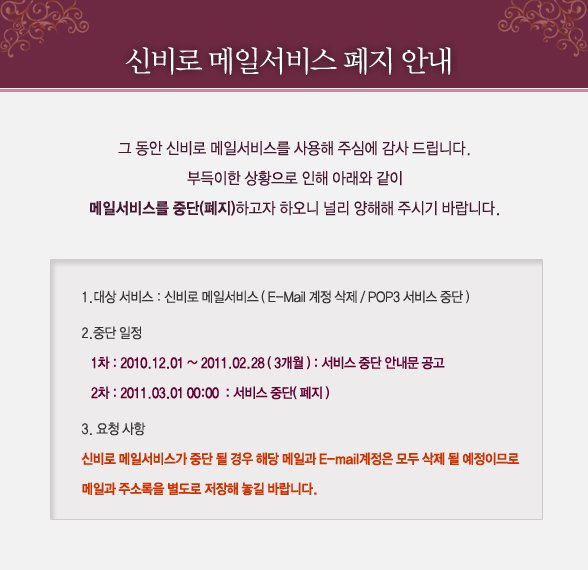 신비로 메일서비스 폐지 안내
그 동안 신비로 메일서비스를 사용해 주심에 감사 드립니다.
부득이한 상황으로 인해 아래와 같이
메일서비스를 중단(폐지)하고자 하오니 널리 양해해 주시기 바랍니다.
1.대상 서비스 : 신비로 메일서비스 ( E-Mail 계정 삭제 / POP3 서비스 중단 )
2.중단 일정
1차 : 2010.12.01 ~ 2011.02.28 ( 3개월 ) : 서비스 중단 안내문 공고
2차 : 2011.03.01 00:00 : 서비스 중단( 폐지 )
3. 요청 사항
신비로 메일서비스가 중단 될 경우 해당 메일과 E-mail계정은 모두 삭제 될 예정이므로
메일과 주소록을 별도로 저장해 놓길 바랍니다.